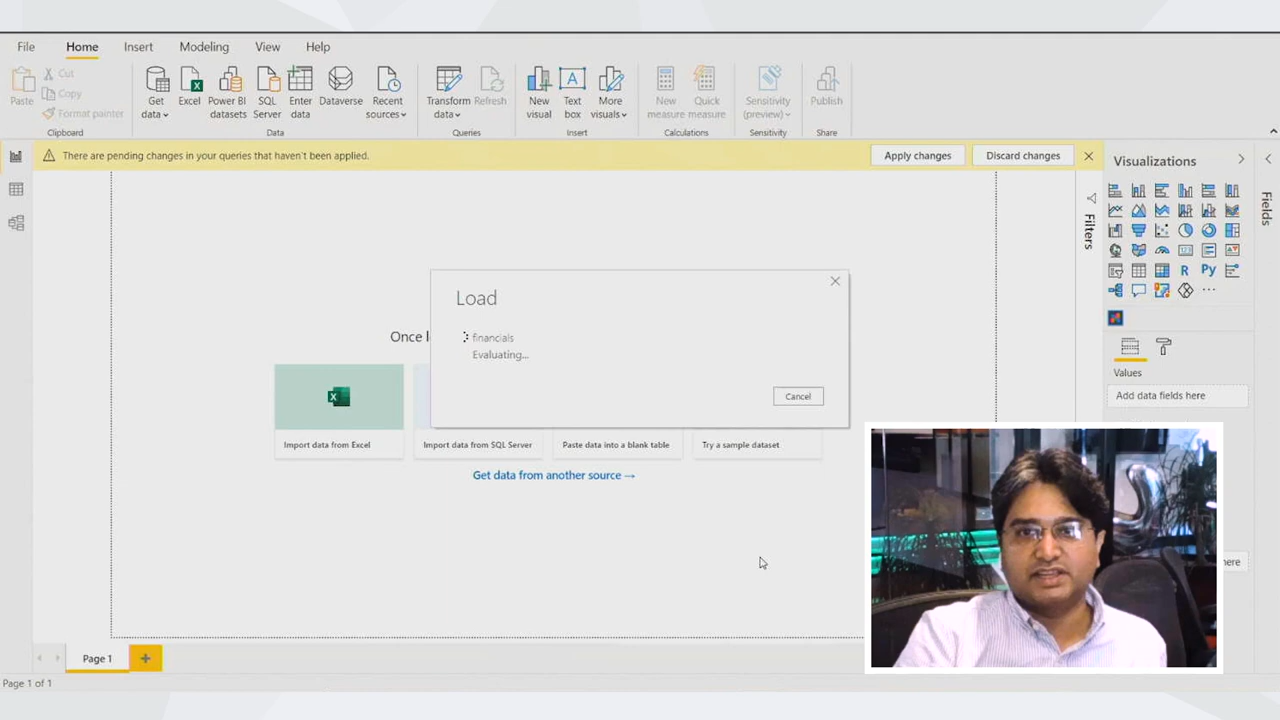 File Home Insert Modeling View Help
Paste
Cut
Copy
Format painter
Clipboard
Get data
Excel
Power BI datasets
SQL Server
Enter data
Dataverse
Recent sources
Data
Transform data
Refresh
Queries
New visual
Text box
More visuals
Insert
New measure
Quick measure
Calculations
Sensitivity (preview)
Sensitivity
Publish
Share
There are pending changes in your queries that haven't been applied.
Apply changes
Discard changes
Visualizations
Filters
Fields
R
Py
Values
Add data fields here
Once
Load
financials
Evaluating...
Cancel
Import data from Excel
Import data from SQL Server
Paste data into a blank table
Try a sample dataset
Get data from another source →
here
Page 1
Page 1 of 1